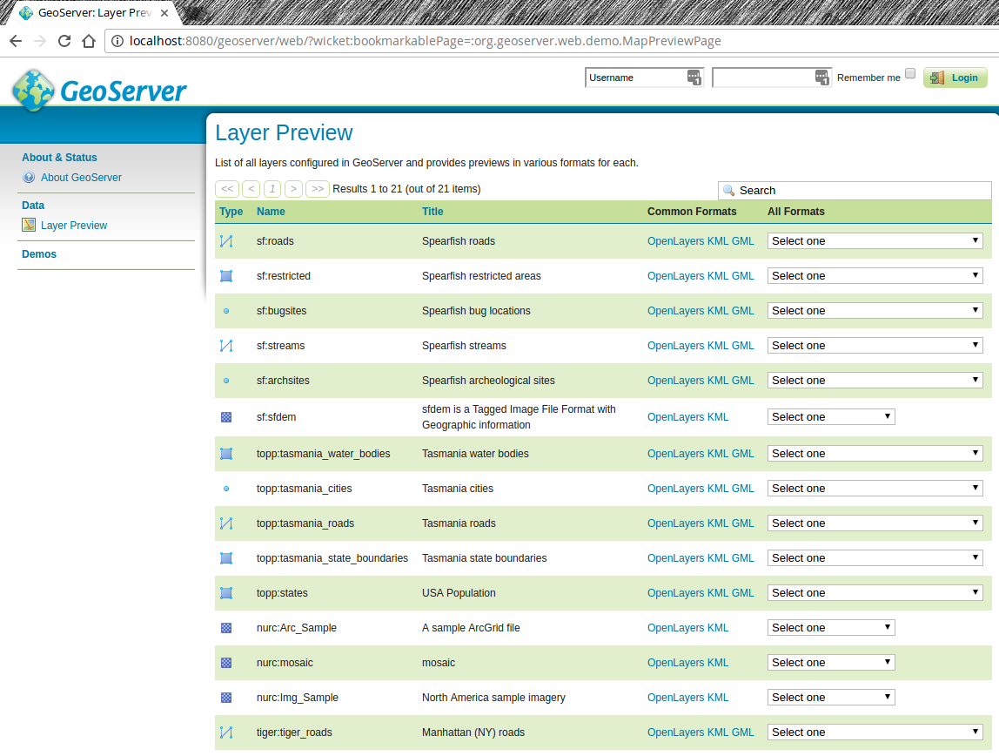 GeoServer: Layer Prev
localhost:8080/geoserver/web/?wicket:bookmarkablePage=:org.geoserver.web.demo.MapPreviewPage
GeoServer
Username
1
1
Remember me
Login
About & Status
About GeoServer
Data
Layer Preview
Demos
Layer Preview
List of all layers configured in GeoServer and provides previews in various formats for each.
<< < 1 > >> Results 1 to 21 (out of 21 items)
Search
Type Name Title Common Formats All Formats
sf:roads Spearfish roads OpenLayers KML GML Select one
sf:restricted Spearfish restricted areas OpenLayers KML GML Select one
sf:bugsites Spearfish bug locations OpenLayers KML GML Select one
sf:streams Spearfish streams OpenLayers KML GML Select one
sf:archsites Spearfish archeological sites OpenLayers KML GML Select one
sf:sfdem sfdem is a Tagged Image File Format with
Geographic information OpenLayers KML Select one
topp:tasmania_water_bodies Tasmania water bodies OpenLayers KML GML Select one
topp:tasmania_cities Tasmania cities OpenLayers KML GML Select one
topp:tasmania_roads Tasmania roads OpenLayers KML GML Select one
topp:tasmania_state_boundaries Tasmania state boundaries OpenLayers KML GML Select one
topp:states USA Population OpenLayers KML GML Select one
nurc:Arc_Sample A sample ArcGrid file OpenLayers KML Select one
nurc:mosaic mosaic OpenLayers KML Select one
nurc:Img_Sample North America sample imagery OpenLayers KML Select one
tiger:tiger_roads Manhattan (NY) roads OpenLayers KML GML Select one